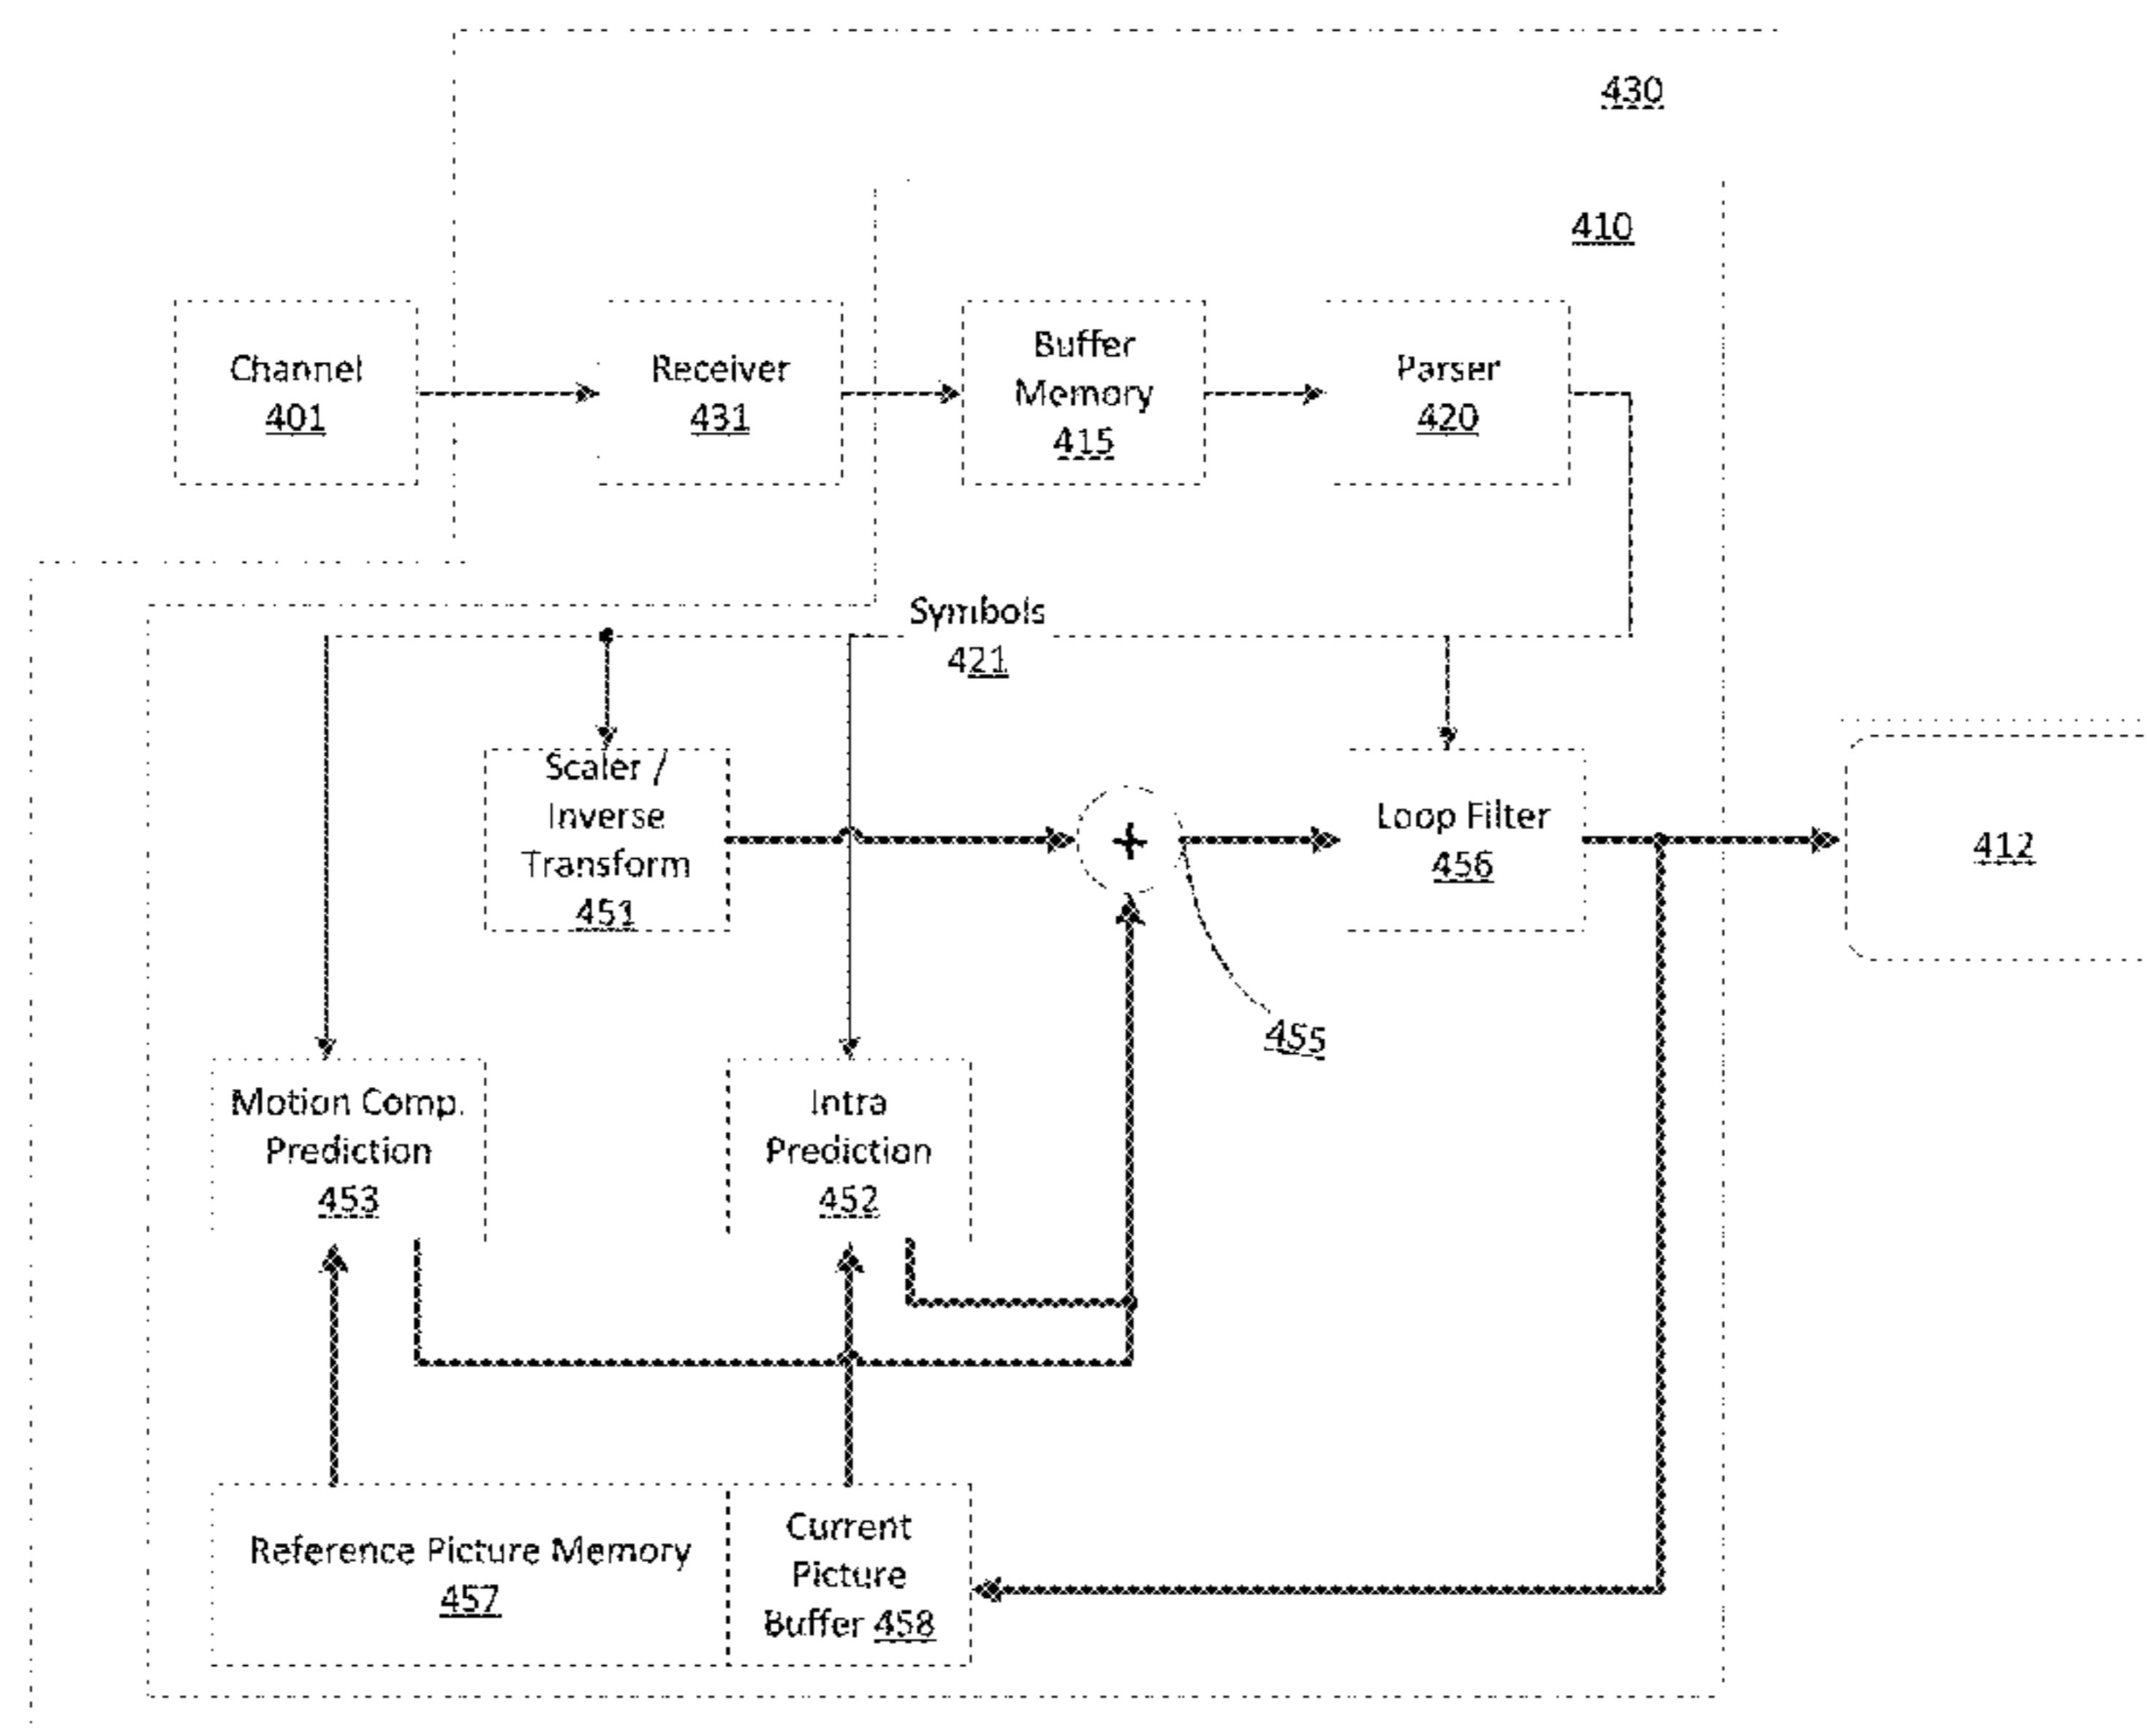 430
410
Channel
401
Receiver
431
Buffer
Memory
415
Parser
420
Symbols
421
Scaler /
Inverse
Transform
451
Loop Filter
456
412
455
Motion Comp.
Prediction
453
Intra
Prediction
452
Reference Picture Memory
457
Current
Picture
Buffer 458